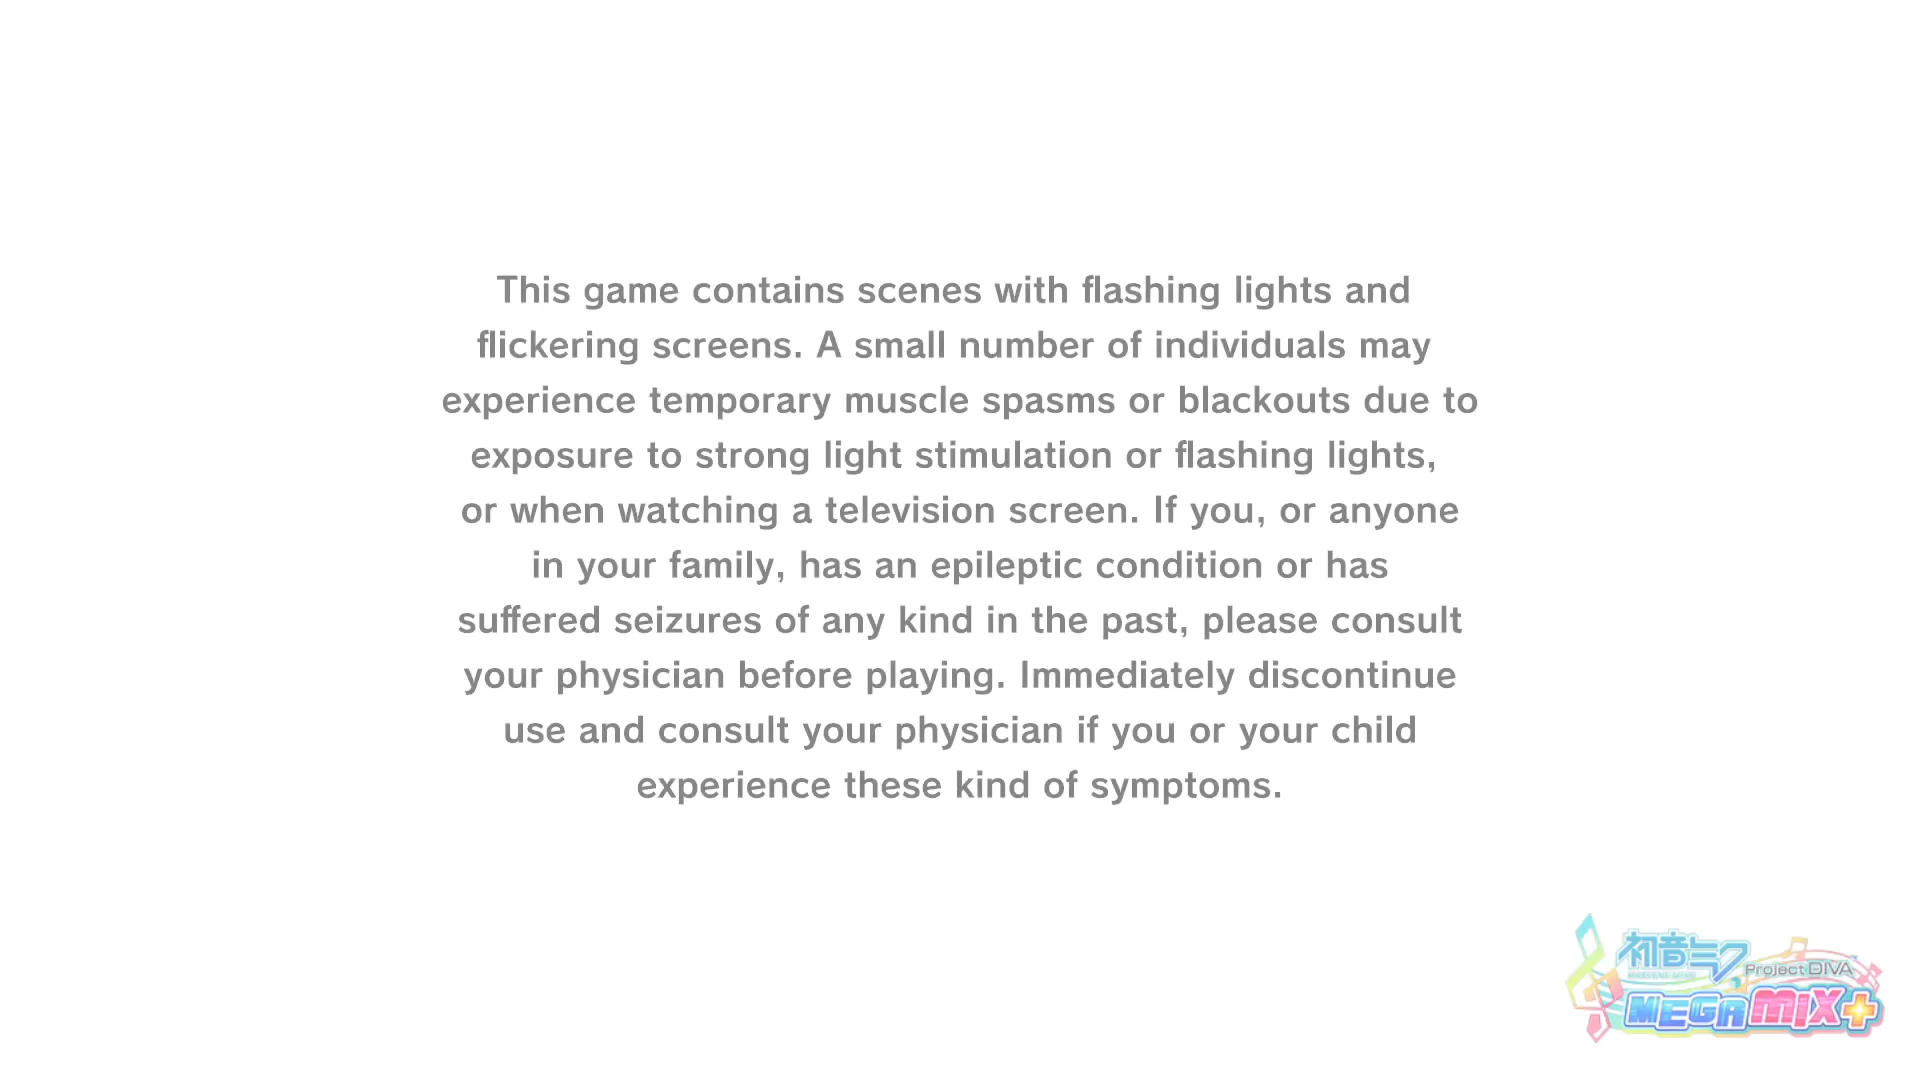 This game contains scenes with flashing lights and
flickering screens. A small number of individuals may
experience temporary muscle spasms or blackouts due to
exposure to strong light stimulation or flashing lights,
or when watching a television screen. If you, or anyone
in your family, has an epileptic condition or has
suffered seizures of any kind in the past, please consult
your physician before playing. Immediately discontinue
use and consult your physician if you or your child
experience these kind of symptoms.
初音ミク
Project DIVA
MEGAMIX+